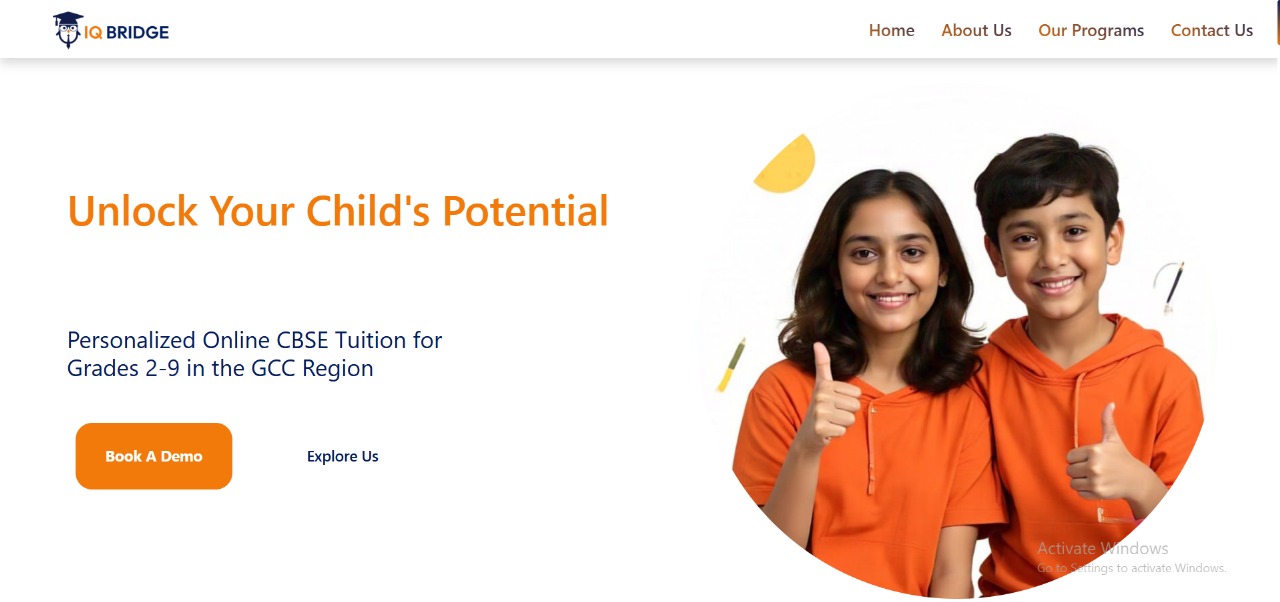 IQ BRIDGE
Home
About Us
Our Programs
Contact Us
Unlock Your Child's Potential
Personalized Online CBSE Tuition for
Grades 2-9 in the GCC Region
Book A Demo
Explore Us
Activate Windows
Go to Settings to activate Windows.